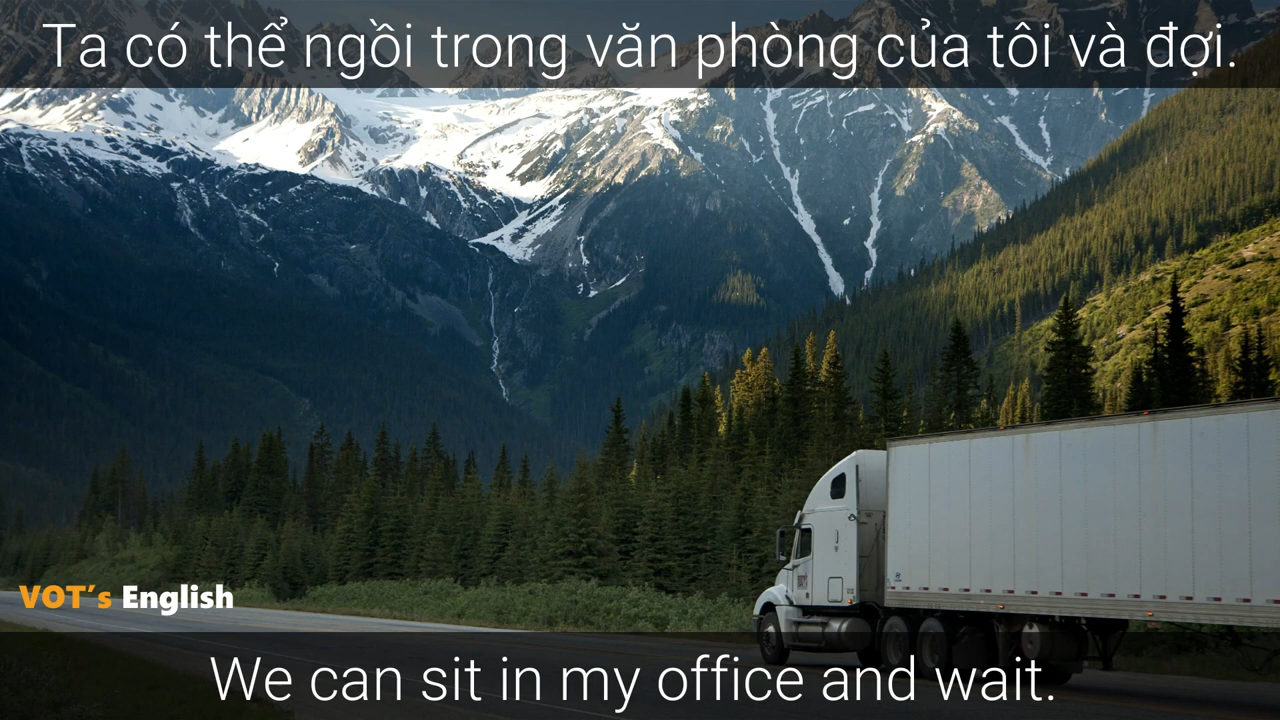 Ta có thể ngồi trong văn phòng của tôi và đợi.
VOT's English
We can sit in my office and wait.